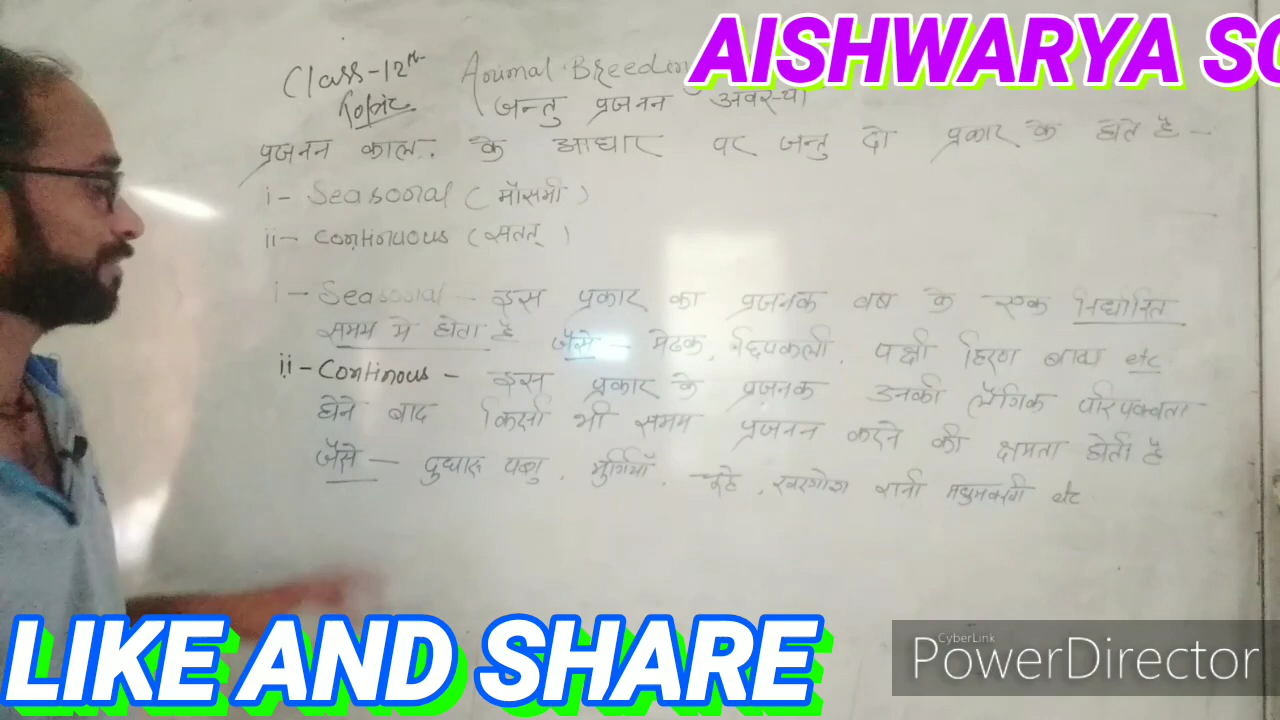 AISHWARYA SC
Class-12th Animal Breeding
Topic जन्तु प्रजनन अवस्था
प्रजनन काल के आधार पर जन्तु दो प्रकार के होते है -
i- Seasonal (मौसमी)
ii- Continuous (सतत्)
i- Seasonal - इस प्रकार का प्रजनक वर्ष के एक निर्धारित
समय मे होता है जैसे - मेढक, छिपकली, पक्षी हिरण बाघ etc
ii- Continous - इस प्रकार के प्रजनक उनकी लैंगिक परिपक्वता
होने बाद किसी भी समय प्रजनन करने की क्षमता होती है
जैसे - दुधारू पशु, मुर्गियाँ, चूहे, खरगोश रानी मधुमक्खी etc
LIKE AND SHARE
CyberLink
PowerDirector